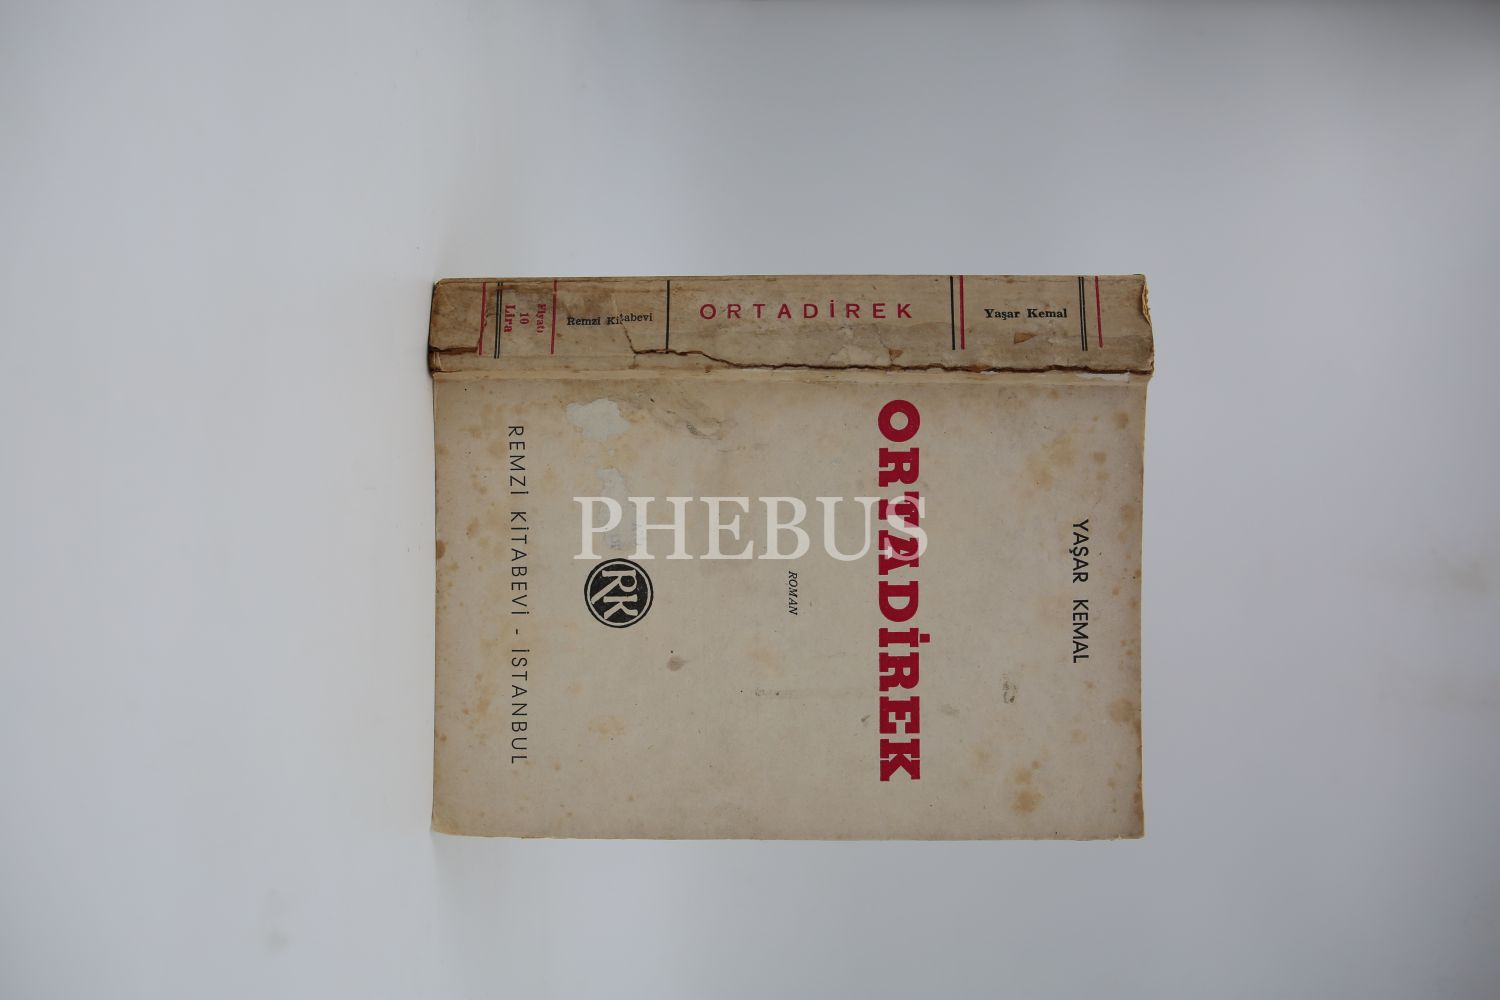 Yaşar Kemal
ORTADİREK
Remzi Kitabevi
Fiyatı
10
Lira
YAŞAR KEMAL
ORTADİREK
ROMAN
RK
REMZİ KİTABEVİ - İSTANBUL
PHEBUS